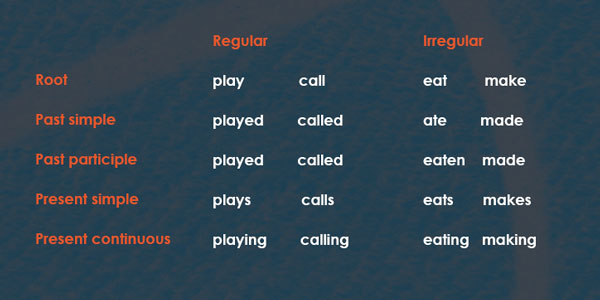 Regular Irregular
Root play call eat make
Past simple played called ate made
Past participle played called eaten made
Present simple plays calls eats makes
Present continuous playing calling eating making